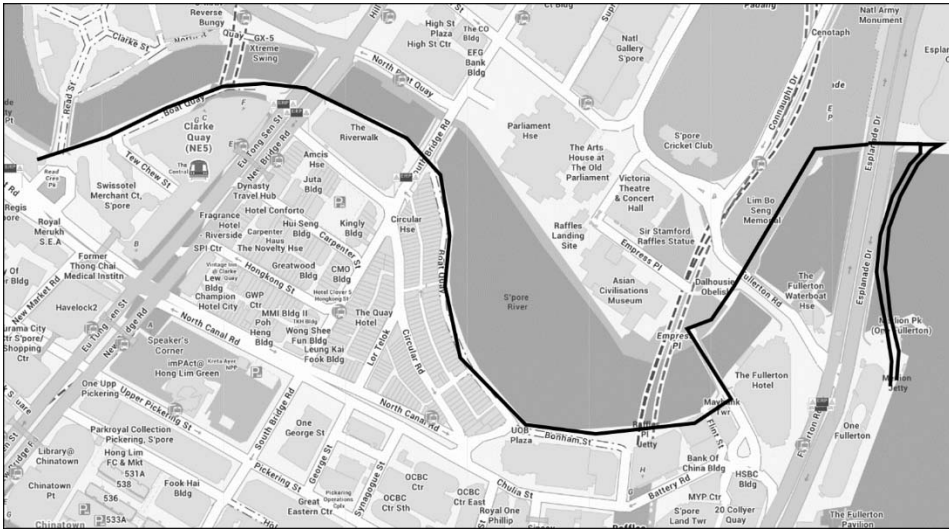 Reverse
Bungy
Clarke St
Quay
GX-5
Xtreme
Swing
High St
Plaza
High St Ctr
The CO
Bldg
EFG
Bank
Bldg
Natl
Gallery
S'pore
Cenotaph
Natl Army
Monument
Read St
Boat Quay
North Boat Quay
Connaught Dr
Esplanade Dr
Clarke
Quay
(NE5)
The
Central
Eu Tong Sen St
New Bridge Rd
The
Riverwalk
South Bridge Rd
Parliament
Hse
S'pore
Cricket Club
The Arts
House at
The Old
Parliament
Tew Chew St
Read
Cres
Pk
Swissotel
Merchant Ct,
S'pore
Amcis
Hse
Juta
Bldg
Dynasty
Travel Hub
Victoria
Theatre
& Concert
Hall
Lim Bo
Seng
Memorial
Royal
Merukh
S.E.A
Hotel Conforto
Hui Seng
Bldg
Kingly
Bldg
Circular
Hse
Raffles
Landing
Site
Sir Stamford
Raffles Statue
Fragrance
Hotel
- Riverside
Carpenter
Haus
The Novelty Hse
Carpenter St
Boat Quay
Empress Pl
Former
Thong Chai
Medical Institn
SPI Ctr
Greatwood
Bldg
CMO
Bldg
Hongkong St
Asian
Civilisations
Museum
Dalhousie
Obelisk
Fullerton Rd
The
Fullerton
Waterboat
Hse
New Market Rd
Havelock2
Lew
Bldg
Champion
Hotel City
GWP
Ctr
S'pore
River
MMI Bldg II
Poh
Heng
Bldg
TKH Bldg
Wong Shee
Fun Bldg
Leung Kai
Fook Bldg
The Quay
Hotel
Lor Telok
Circular Rd
North Canal Rd
Speaker's
Corner
imPAct@
Hong Lim Green
Kreta Ayer
NPP
One Upp
Pickering
Upper Pickering St
The Fullerton
Hotel
Maybank
Twr
Flint St
One
Fullerton
Parkroyal Collection
Pickering, S'pore
South Bridge Rd
One
George St
George St
North Canal Rd
UOB
Plaza
Bonham St
Jetty
Library@
Chinatown
Hong Lim
FC & Mkt
531A
538
536
533A
Chinatown
Pt
Chinatown
Pickering St
Fook Hai
Bldg
Great
Eastern Ctr
Pickering
Operations
Cplx
Synagogue St
OCBC
Ctr
OCBC
Ctr Sth
OCBC
Ctr East
Chulia St
Royal One
Phillip
Bank Of
China Bldg
Battery Rd
HSBC
Bldg
MYP Ctr
S'pore
Land Twr
20 Collyer
Quay
The Fullerton
Pavilion